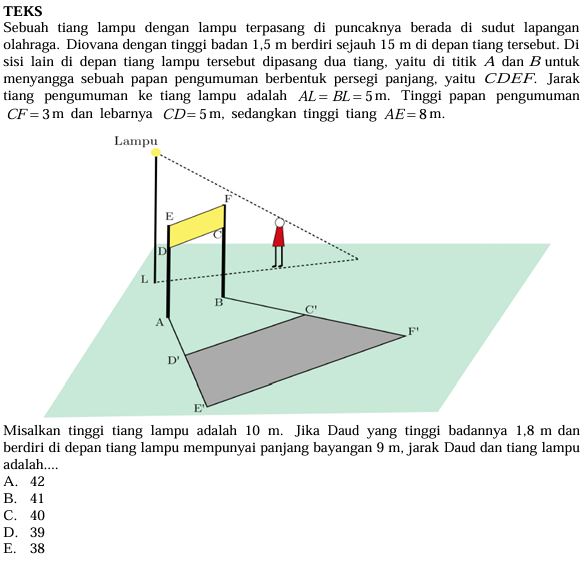 TEKS
Sebuah tiang lampu dengan lampu terpasang di puncaknya berada di sudut lapangan
olahraga. Diovana dengan tinggi badan 1,5 m berdiri sejauh 15 m di depan tiang tersebut. Di
sisi lain di depan tiang lampu tersebut dipasang dua tiang, yaitu di titik A dan B untuk
menyangga sebuah papan pengumuman berbentuk persegi panjang, yaitu CDEF. Jarak
tiang pengumuman ke tiang lampu adalah AL = BL = 5 m. Tinggi papan pengumuman
CF = 3 m dan lebarnya CD = 5 m, sedangkan tinggi tiang AE = 8 m.
Lampu
F
E
C
D
L
B
C'
A
F'
D'
E'
Misalkan tinggi tiang lampu adalah 10 m. Jika Daud yang tinggi badannya 1,8 m dan
berdiri di depan tiang lampu mempunyai panjang bayangan 9 m, jarak Daud dan tiang lampu
adalah....
A. 42
B. 41
C. 40
D. 39
E. 38